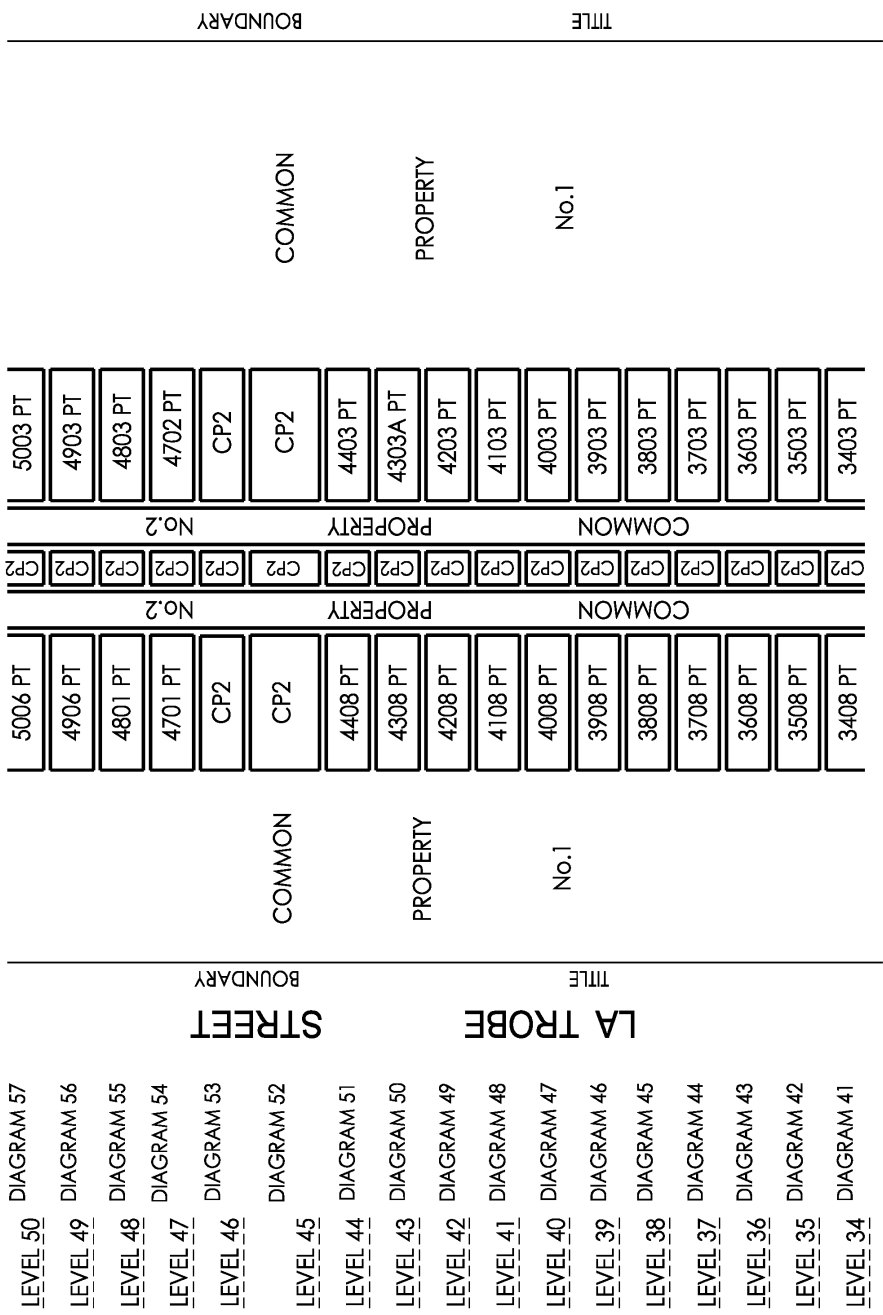 LEVEL 50 DIAGRAM 57 5006 PT CP2 5003 PT
LEVEL 49 DIAGRAM 56 4906 PT CP2 4903 PT
LEVEL 48 DIAGRAM 55 4801 PT CP2 4803 PT
LEVEL 47 DIAGRAM 54 4701 PT CP2 4702 PT
LEVEL 46 DIAGRAM 53 CP2 CP2 CP2
LEVEL 45 DIAGRAM 52 CP2 CP2 CP2
LEVEL 44 DIAGRAM 51 4408 PT CP2 4403 PT
LEVEL 43 DIAGRAM 50 4308 PT CP2 4303A PT
LEVEL 42 DIAGRAM 49 4208 PT CP2 4203 PT
LEVEL 41 DIAGRAM 48 4108 PT CP2 4103 PT
LEVEL 40 DIAGRAM 47 4008 PT CP2 4003 PT
LEVEL 39 DIAGRAM 46 3908 PT CP2 3903 PT
LEVEL 38 DIAGRAM 45 3808 PT CP2 3803 PT
LEVEL 37 DIAGRAM 44 3708 PT CP2 3703 PT
LEVEL 36 DIAGRAM 43 3608 PT CP2 3603 PT
LEVEL 35 DIAGRAM 42 3508 PT CP2 3503 PT
LEVEL 34 DIAGRAM 41 3408 PT CP2 3403 PT
COMMON
PROPERTY
No.1
COMMON
PROPERTY
No.1
LA TROBE STREET
TITLE BOUNDARY
COMMON PROPERTY No.2
COMMON PROPERTY No.2
TITLE BOUNDARY